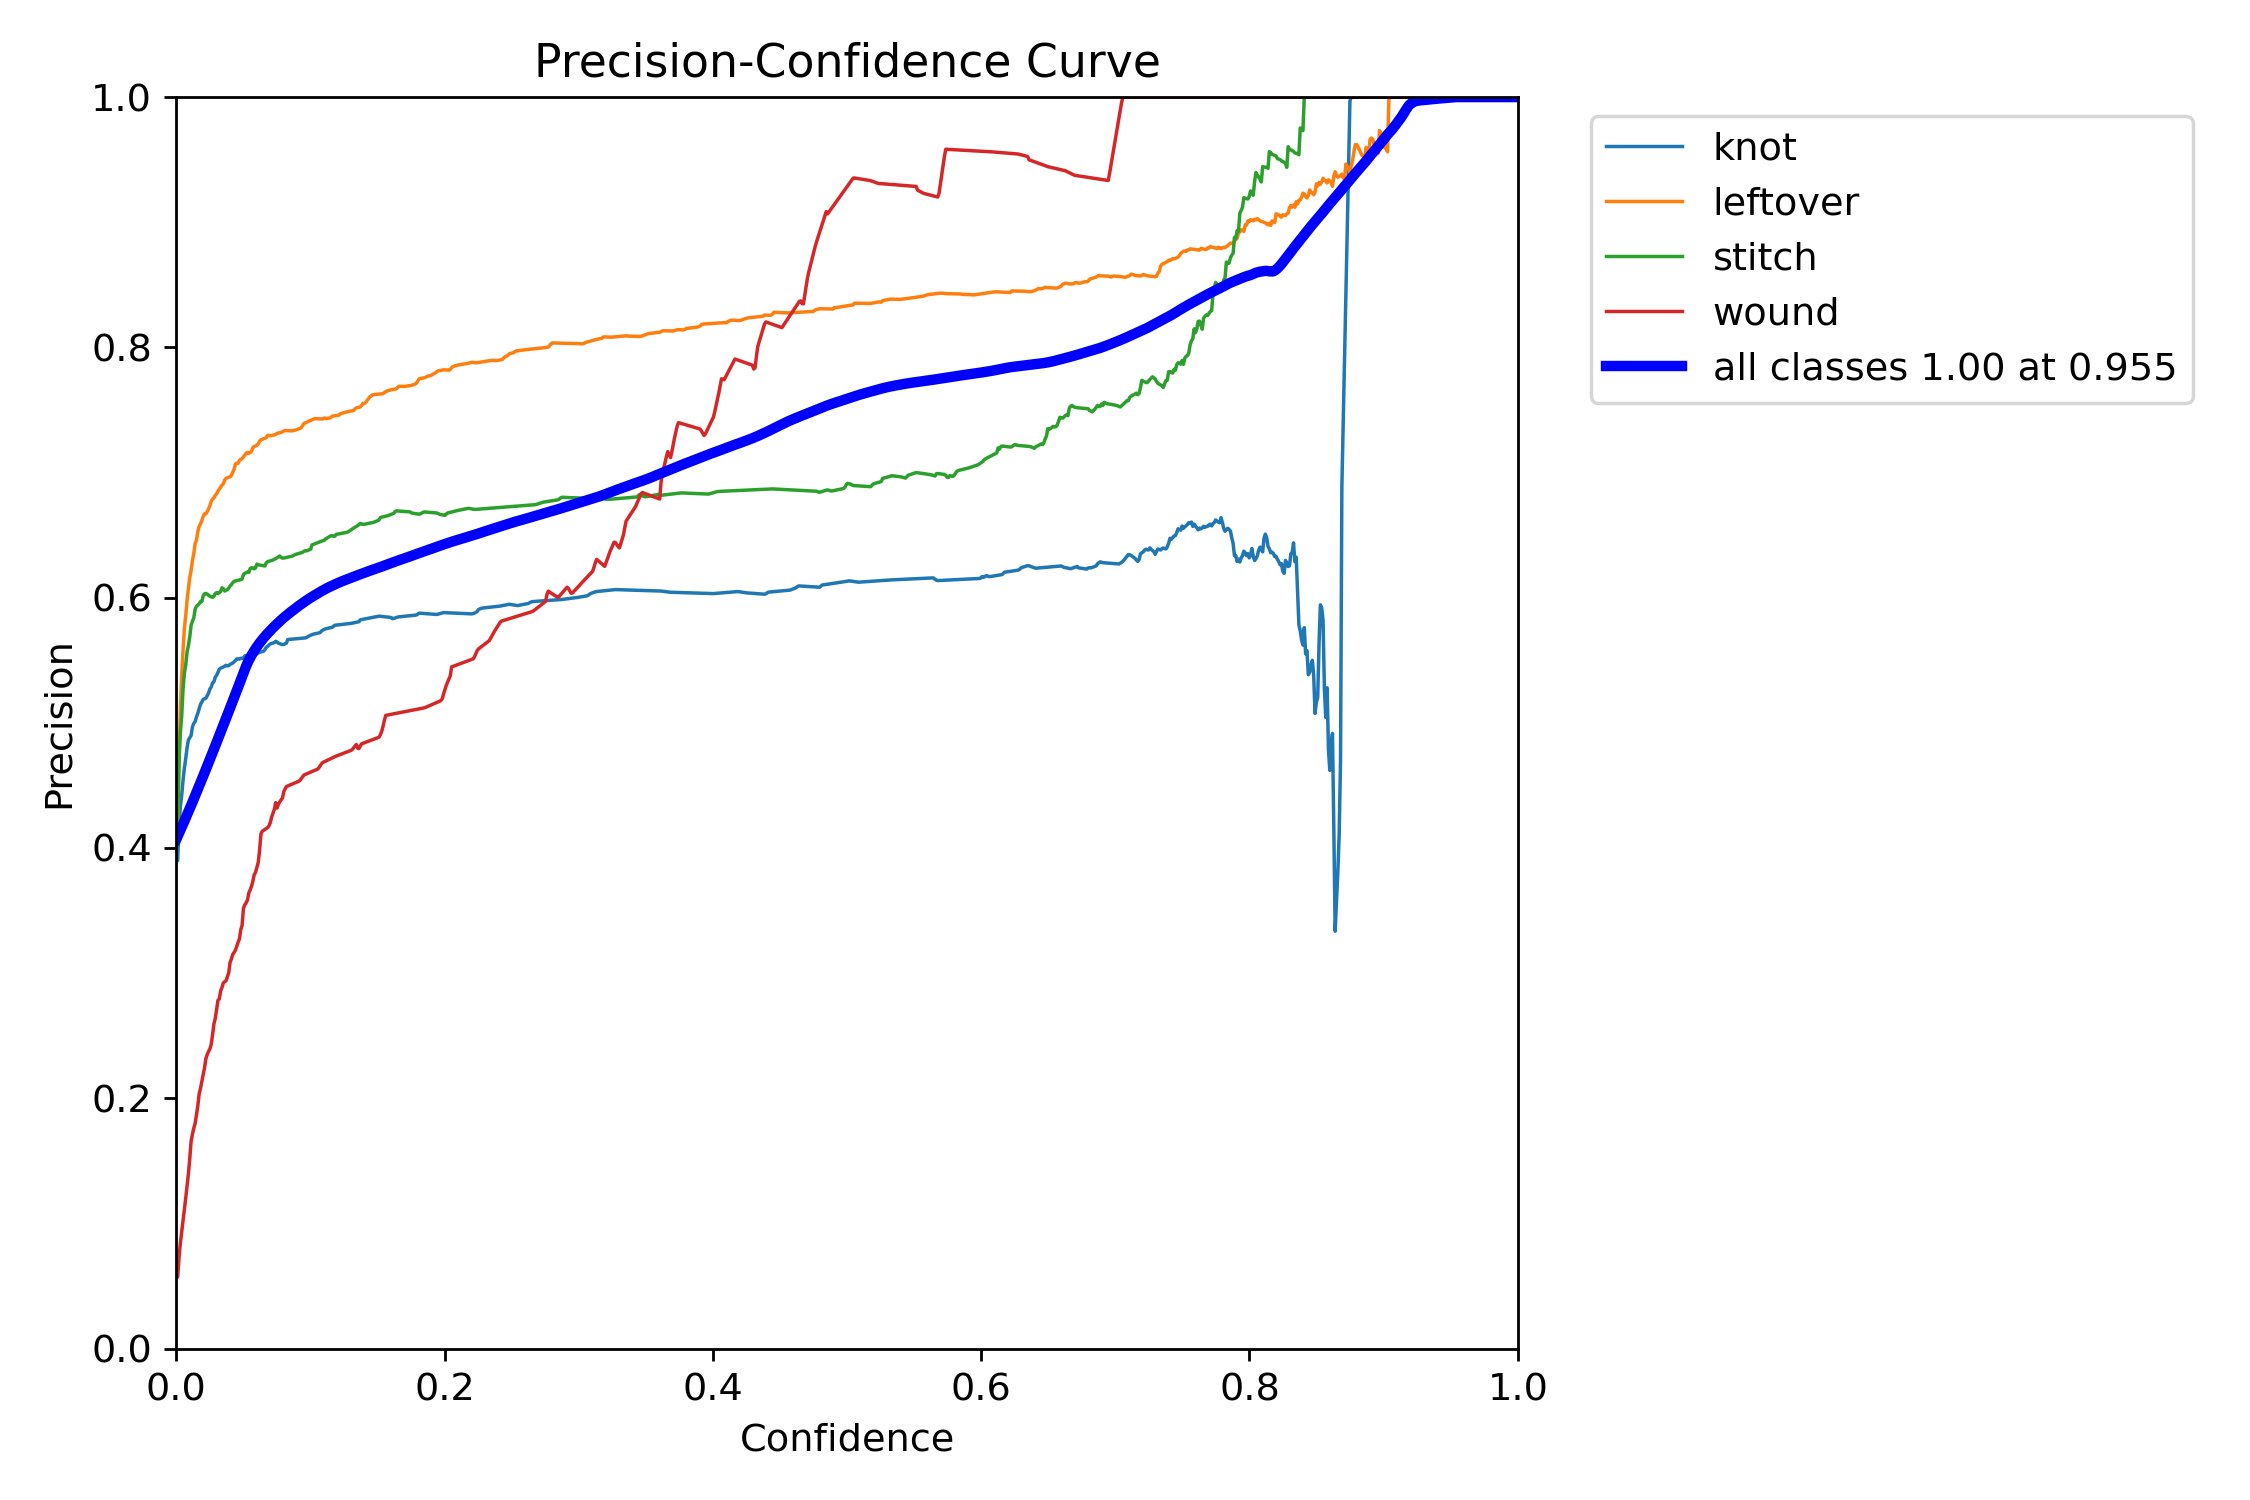 Precision-Confidence Curve
1.0
0.8
0.6
0.4
0.2
0.0
Precision
0.0 0.2 0.4 0.6 0.8 1.0
Confidence
knot
leftover
stitch
wound
all classes 1.00 at 0.955